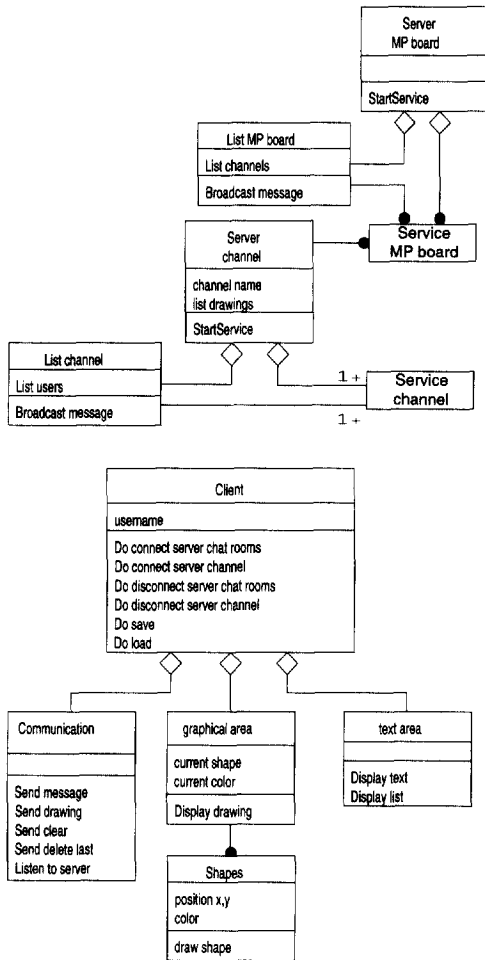 Server
MP board
StartService
List MP board
List channels
Broadcast message
Service
MP board
Server
channel
channel name
list drawings
StartService
List channel
List users
Broadcast message
1+
Service
channel
1+
Client
username
Do connect server chat rooms
Do connect server channel
Do disconnect server chat rooms
Do disconnect server channel
Do save
Do load
Communication
Send message
Send drawing
Send clear
Send delete last
Listen to server
graphical area
current shape
current color
Display drawing
text area
Display text
Display list
Shapes
position x,y
color
draw shape